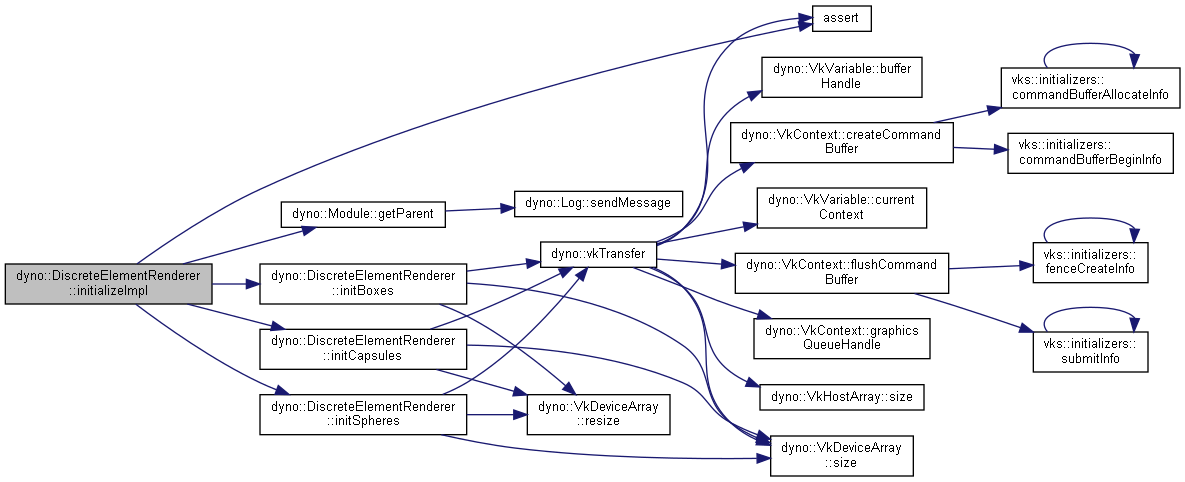 assert
dyno::VkVariable::buffer
Handle
vks::initializers::
commandBufferAllocateInfo
dyno::VkContext::createCommand
Buffer
vks::initializers::
commandBufferBeginInfo
dyno::Module::getParent
dyno::Log::sendMessage
dyno::VkVariable::current
Context
dyno::DiscreteElementRenderer
::initializeImpl
dyno::DiscreteElementRenderer
::initBoxes
dyno::vkTransfer
dyno::VkContext::flushCommand
Buffer
vks::initializers::
fenceCreateInfo
dyno::DiscreteElementRenderer
::initCapsules
dyno::VkContext::graphics
QueueHandle
vks::initializers::
submitInfo
dyno::DiscreteElementRenderer
::initSpheres
dyno::VkDeviceArray
::resize
dyno::VkHostArray::size
dyno::VkDeviceArray
::size